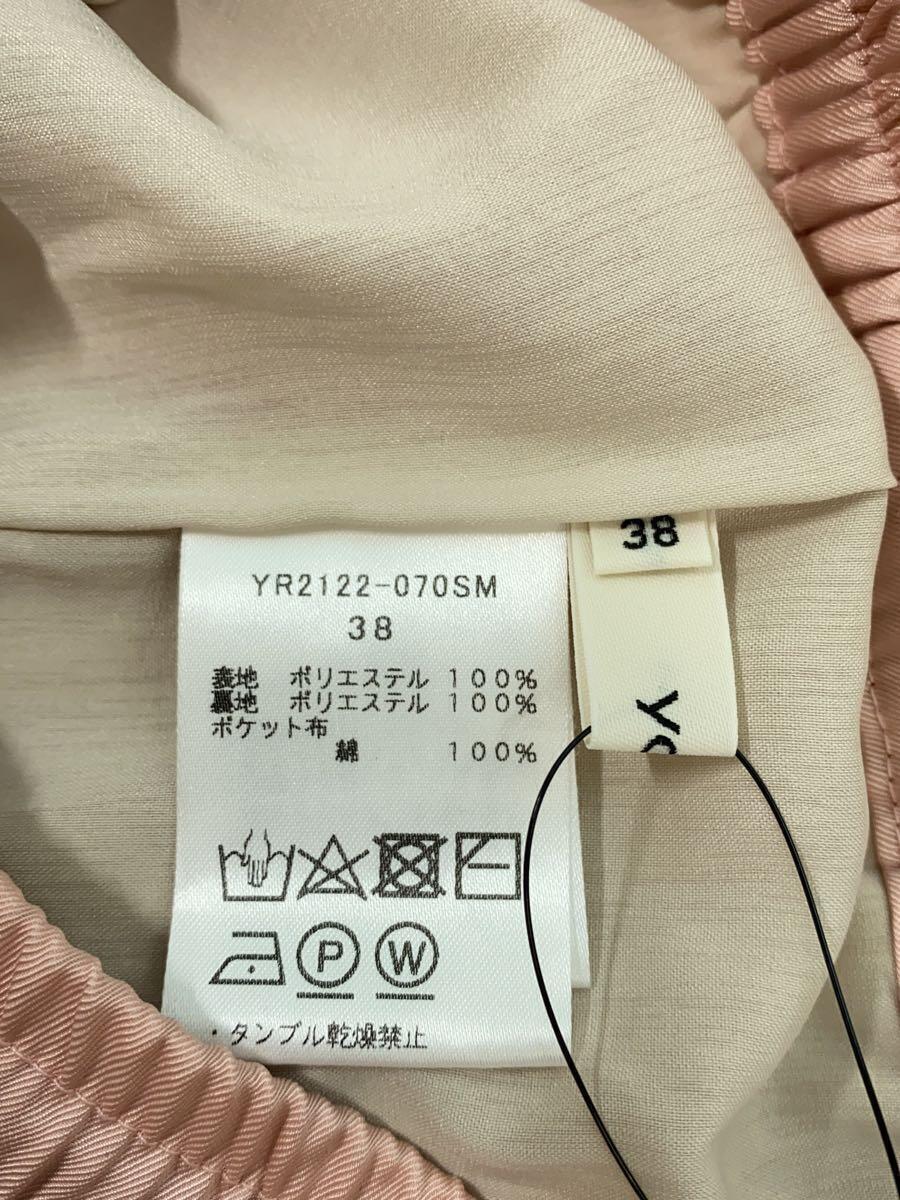 YR2122-070SM
38
表地 ポリエステル 100%
裏地 ポリエステル 100%
ポケット布
綿 100%
P W
・タンブル乾燥禁止
38